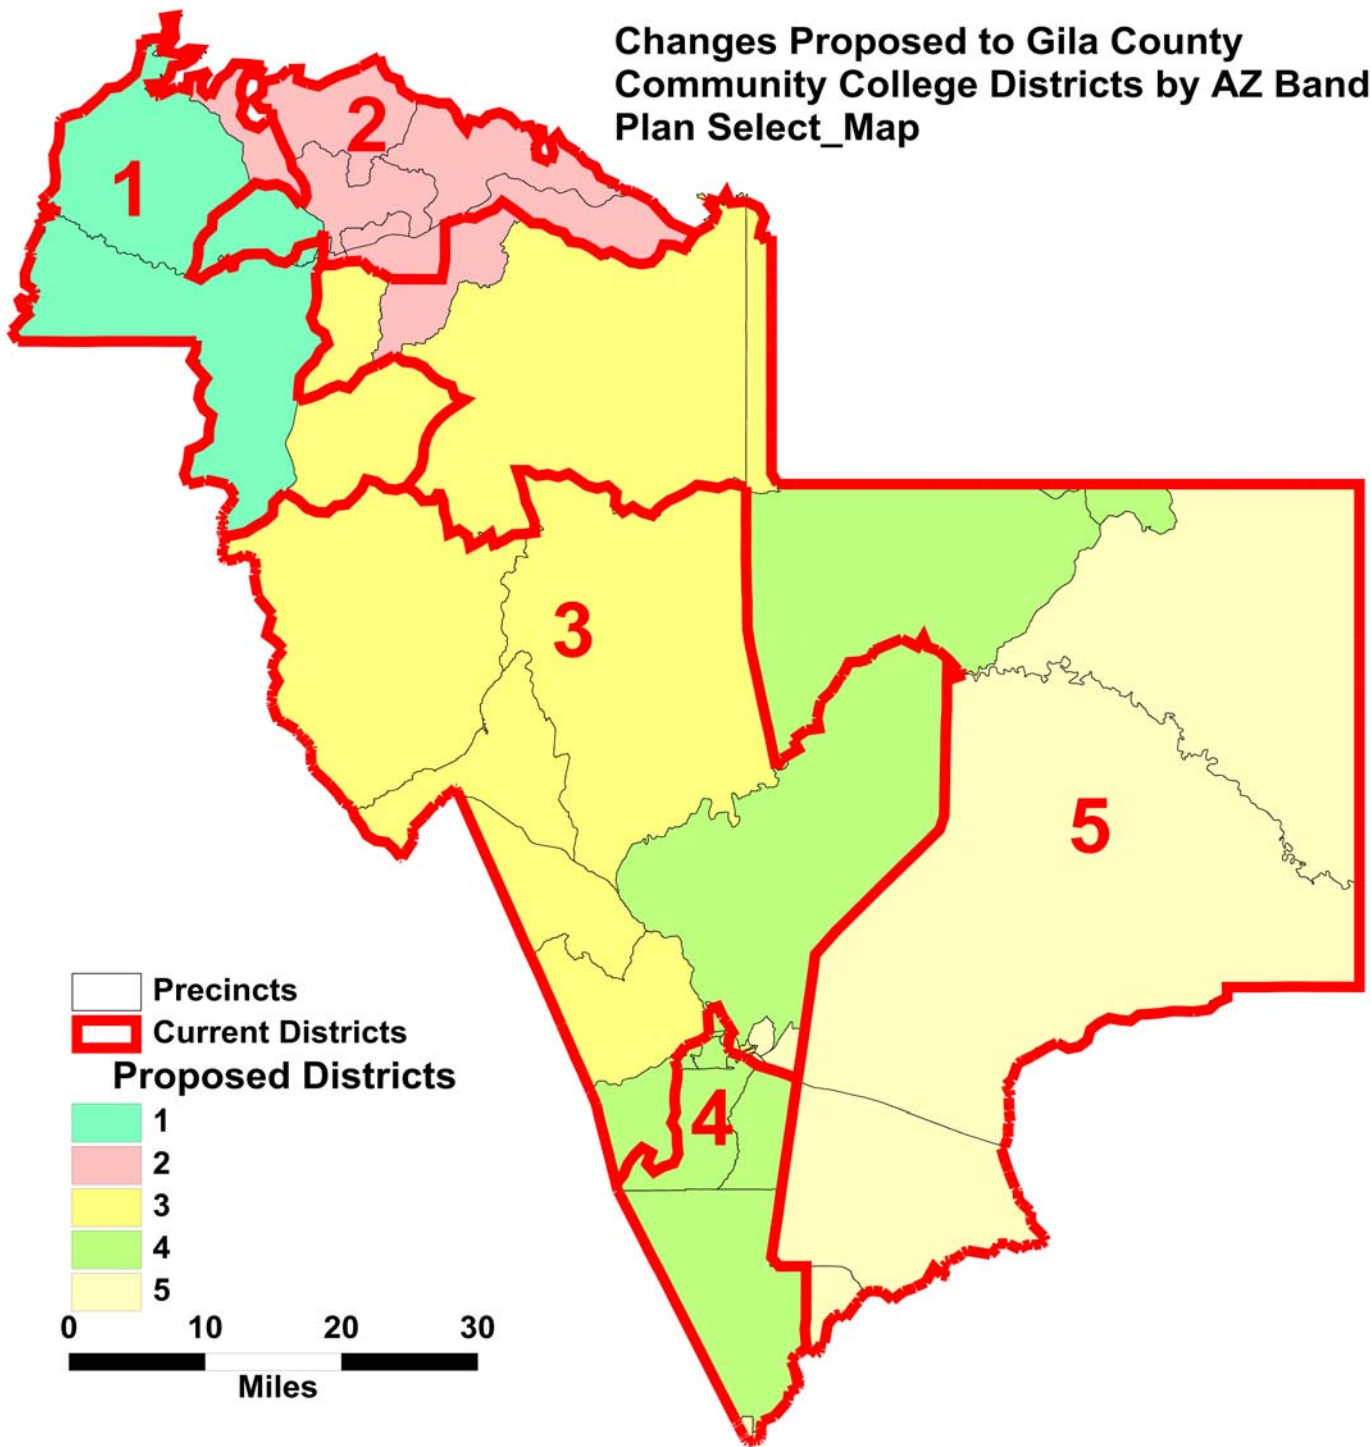 Changes Proposed to Gila County
Community College Districts by AZ Band
Plan Select_Map
2
1
3
5
4
Precincts
Current Districts
Proposed Districts
1
2
3
4
5
0 10 20 30
Miles